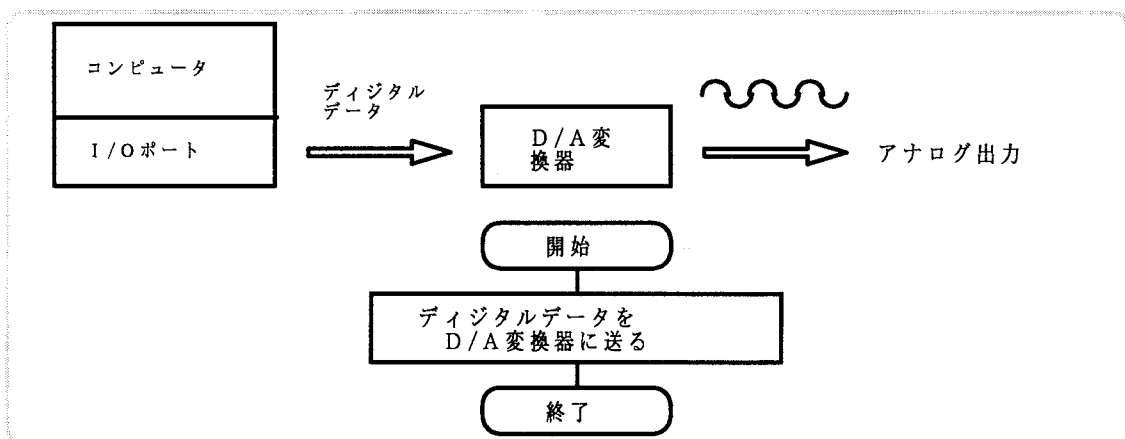 コンピュータ
I/Oポート
ディジタル
データ
D/A変
換器
アナログ出力
開始
ディジタルデータを
D/A変換器に送る
終了